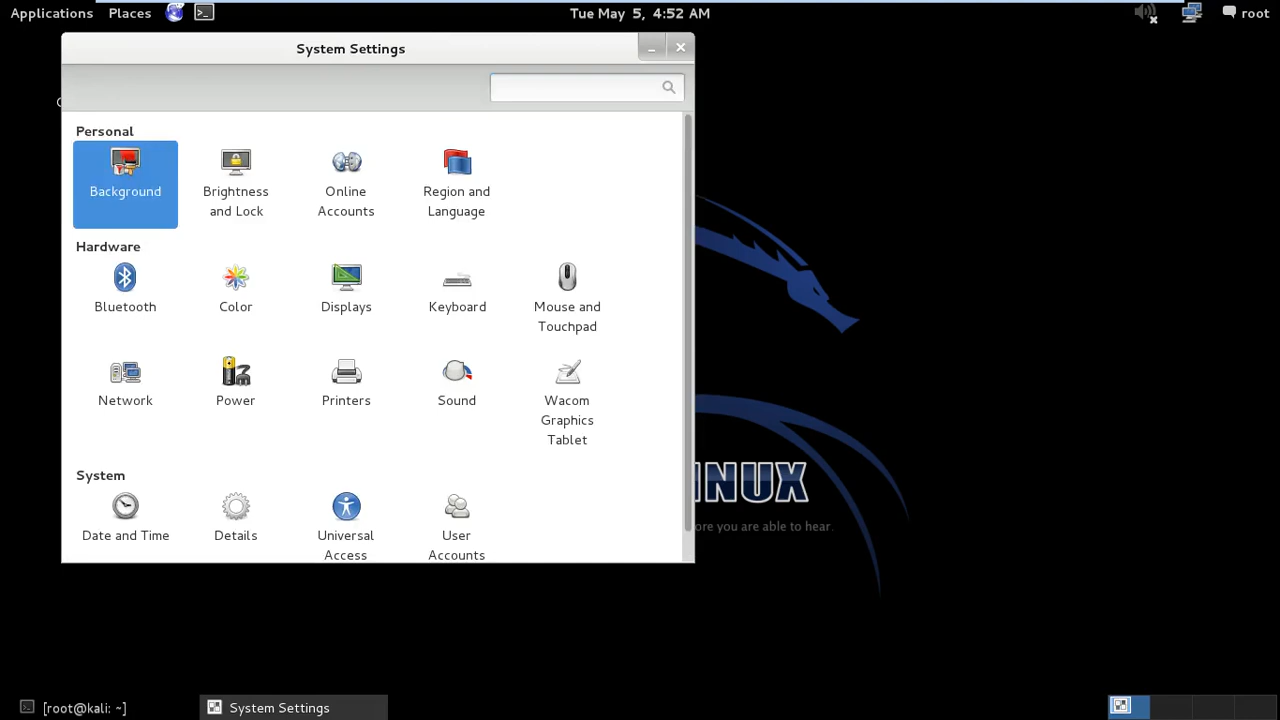 Applications Places Tue May 5, 4:52 AM root
System Settings
Personal
Background Brightness and Lock Online Accounts Region and Language
Hardware
Bluetooth Color Displays Keyboard Mouse and Touchpad
Network Power Printers Sound Wacom Graphics Tablet
System
Date and Time Details Universal Access User Accounts
INUX
ore you are able to hear.
[root@kali: ~] System Settings